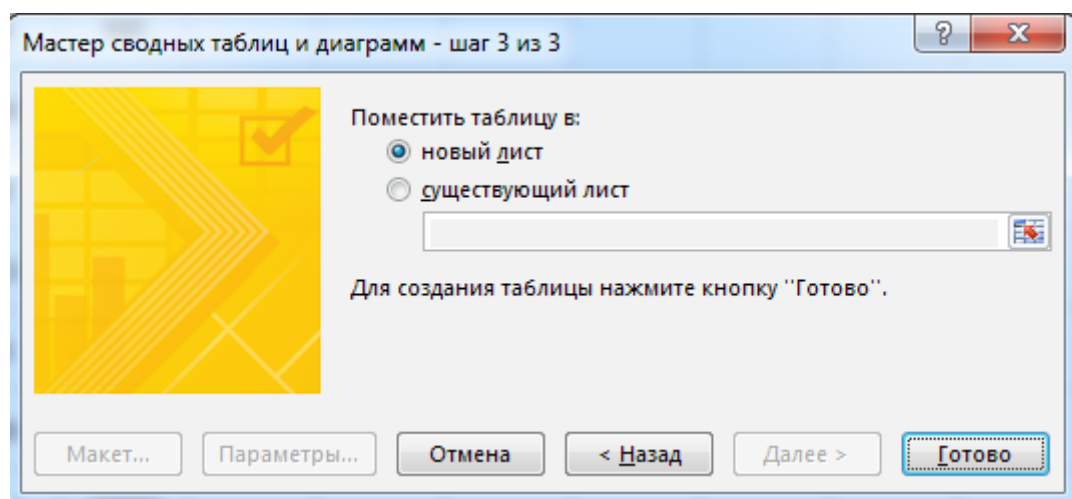 Мастер сводных таблиц и диаграмм - шаг 3 из 3
Поместить таблицу в:
новый лист
существующий лист
Для создания таблицы нажмите кнопку "Готово".
Макет... Параметры... Отмена < Назад Далее > Готово